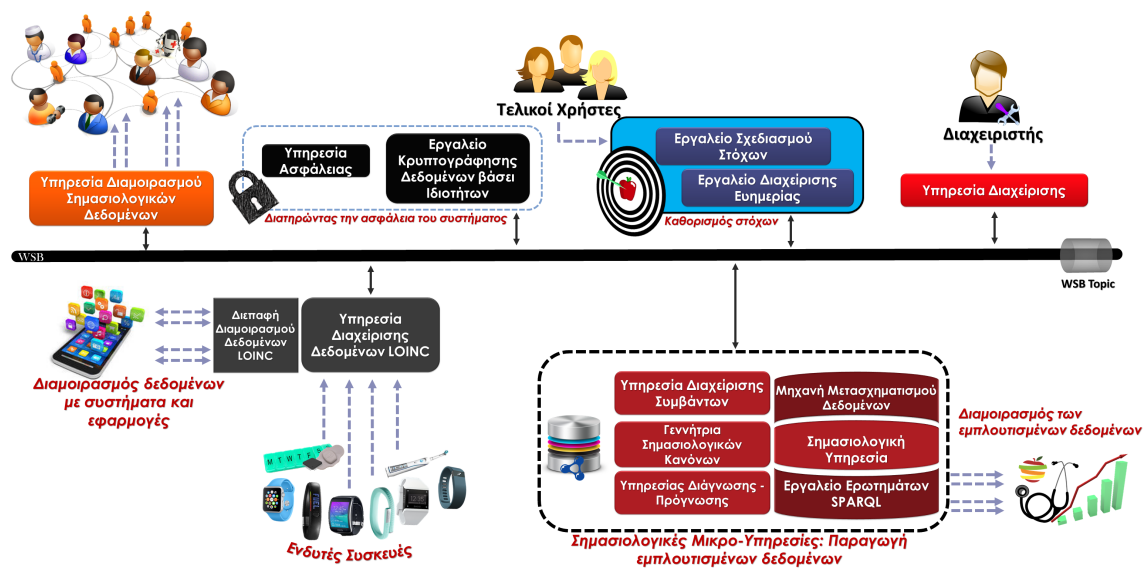 Τελικοί Χρήστες
Διαχειριστής
Υπηρεσία Διαμοιρασμού
Σημασιολογικών
Δεδομένων
Υπηρεσία
Ασφάλειας
Εργαλείο
Κρυπτογράφησης
Δεδομένων βάσει
Ιδιοτήτων
Διατηρώντας την ασφάλεια του συστήματος
Εργαλείο Σχεδιασμού
Στόχων
Εργαλείο Διαχείρισης
Ευημερίας
Καθορισμός στόχων
Υπηρεσία Διαχείρισης
WSB
WSB Topic
Διεπαφή
Διαμοιρασμού
Δεδομένων
LOINC
Υπηρεσία
Διαχείρισης
Δεδομένων LOINC
Διαμοιρασμός δεδομένων
με συστήματα και
εφαρμογές
M T W T F S
Ενδυτές Συσκευές
Υπηρεσία Διαχείρισης
Συμβάντων
Μηχανή Μετασχηματισμού
Δεδομένων
Γεννήτρια
Σημασιολογικών
Κανόνων
Σημασιολογική
Υπηρεσία
Υπηρεσίας Διάγνωσης -
Πρόγνωσης
Εργαλείο Ερωτημάτων
SPARQL
Διαμοιρασμός των
εμπλουτισμένων δεδομένων
Σημασιολογικές Μικρο-Υπηρεσίες: Παραγωγή
εμπλουτισμένων δεδομένων